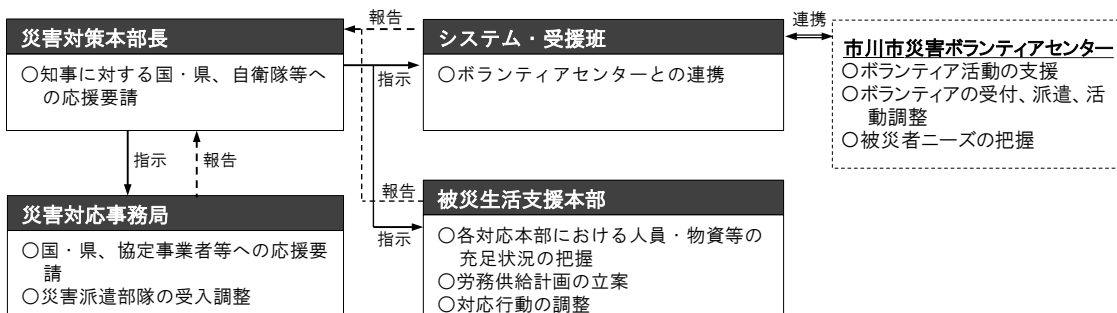 災害対策本部長
○知事に対する国・県、自衛隊等へ
の応援要請
報告
指示
システム・受援班
○ボランティアセンターとの連携
連携
市川市災害ボランティアセンター
○ボランティア活動の支援
○ボランティアの受付、派遣、活
動調整
○被災者ニーズの把握
指示
報告
災害対応事務局
○国・県、協定事業者等への応援要
請
○災害派遣部隊の受入調整
報告
指示
被災生活支援本部
○各対応本部における人員・物資等の
充足状況の把握
○労務供給計画の立案
○対応行動の調整